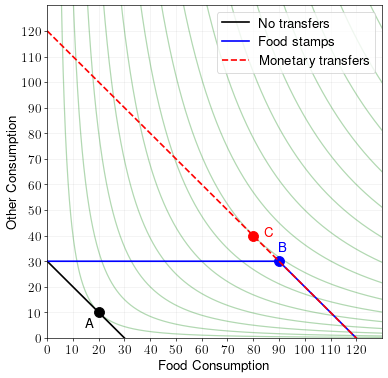 No transfers
Food stamps
Monetary transfers
120
110
100
90
80
70
60
50
40
30
20
10
0
Other Consumption
C
B
A
0 10 20 30 40 50 60 70 80 90 100 110 120
Food Consumption